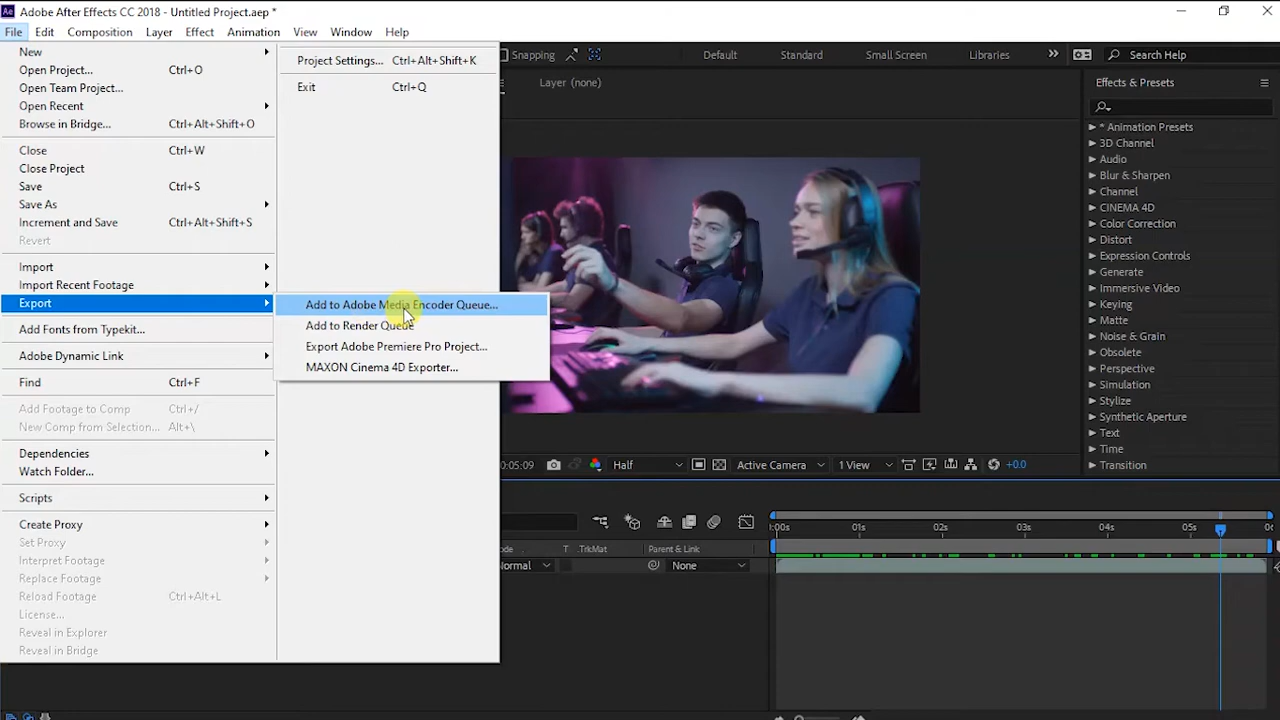 Adobe After Effects CC 2018 - Untitled Project.aep *
File Edit Composition Layer Effect Animation View Window Help
New
Open Project... Ctrl+O
Open Team Project...
Open Recent
Browse in Bridge... Ctrl+Alt+Shift+O
Close Ctrl+W
Close Project
Save Ctrl+S
Save As
Increment and Save Ctrl+Alt+Shift+S
Revert
Import
Import Recent Footage
Export
Add Fonts from Typekit...
Adobe Dynamic Link
Find Ctrl+F
Add Footage to Comp Ctrl+/
New Comp from Selection... Alt+\
Dependencies
Watch Folder...
Scripts
Create Proxy
Set Proxy
Interpret Footage
Replace Footage
Reload Footage Ctrl+Alt+L
License...
Reveal in Explorer
Reveal in Bridge
Project Settings... Ctrl+Alt+Shift+K
Exit Ctrl+Q
Add to Adobe Media Encoder Queue...
Add to Render Queue
Export Adobe Premiere Pro Project...
MAXON Cinema 4D Exporter...
Snapping Default Standard Small Screen Libraries Search Help
Layer (none)
Effects & Presets
* Animation Presets
3D Channel
Audio
Blur & Sharpen
Channel
CINEMA 4D
Color Correction
Distort
Expression Controls
Generate
Immersive Video
Keying
Matte
Obsolete
Perspective
Simulation
Stylize
Synthetic Aperture
Text
Time
Transition
:05:09 Half Active Camera 1 View +0.0
:00s 01s 02s 03s 04s 05s 06
ode T .TrkMat Parent & Link
ormal None